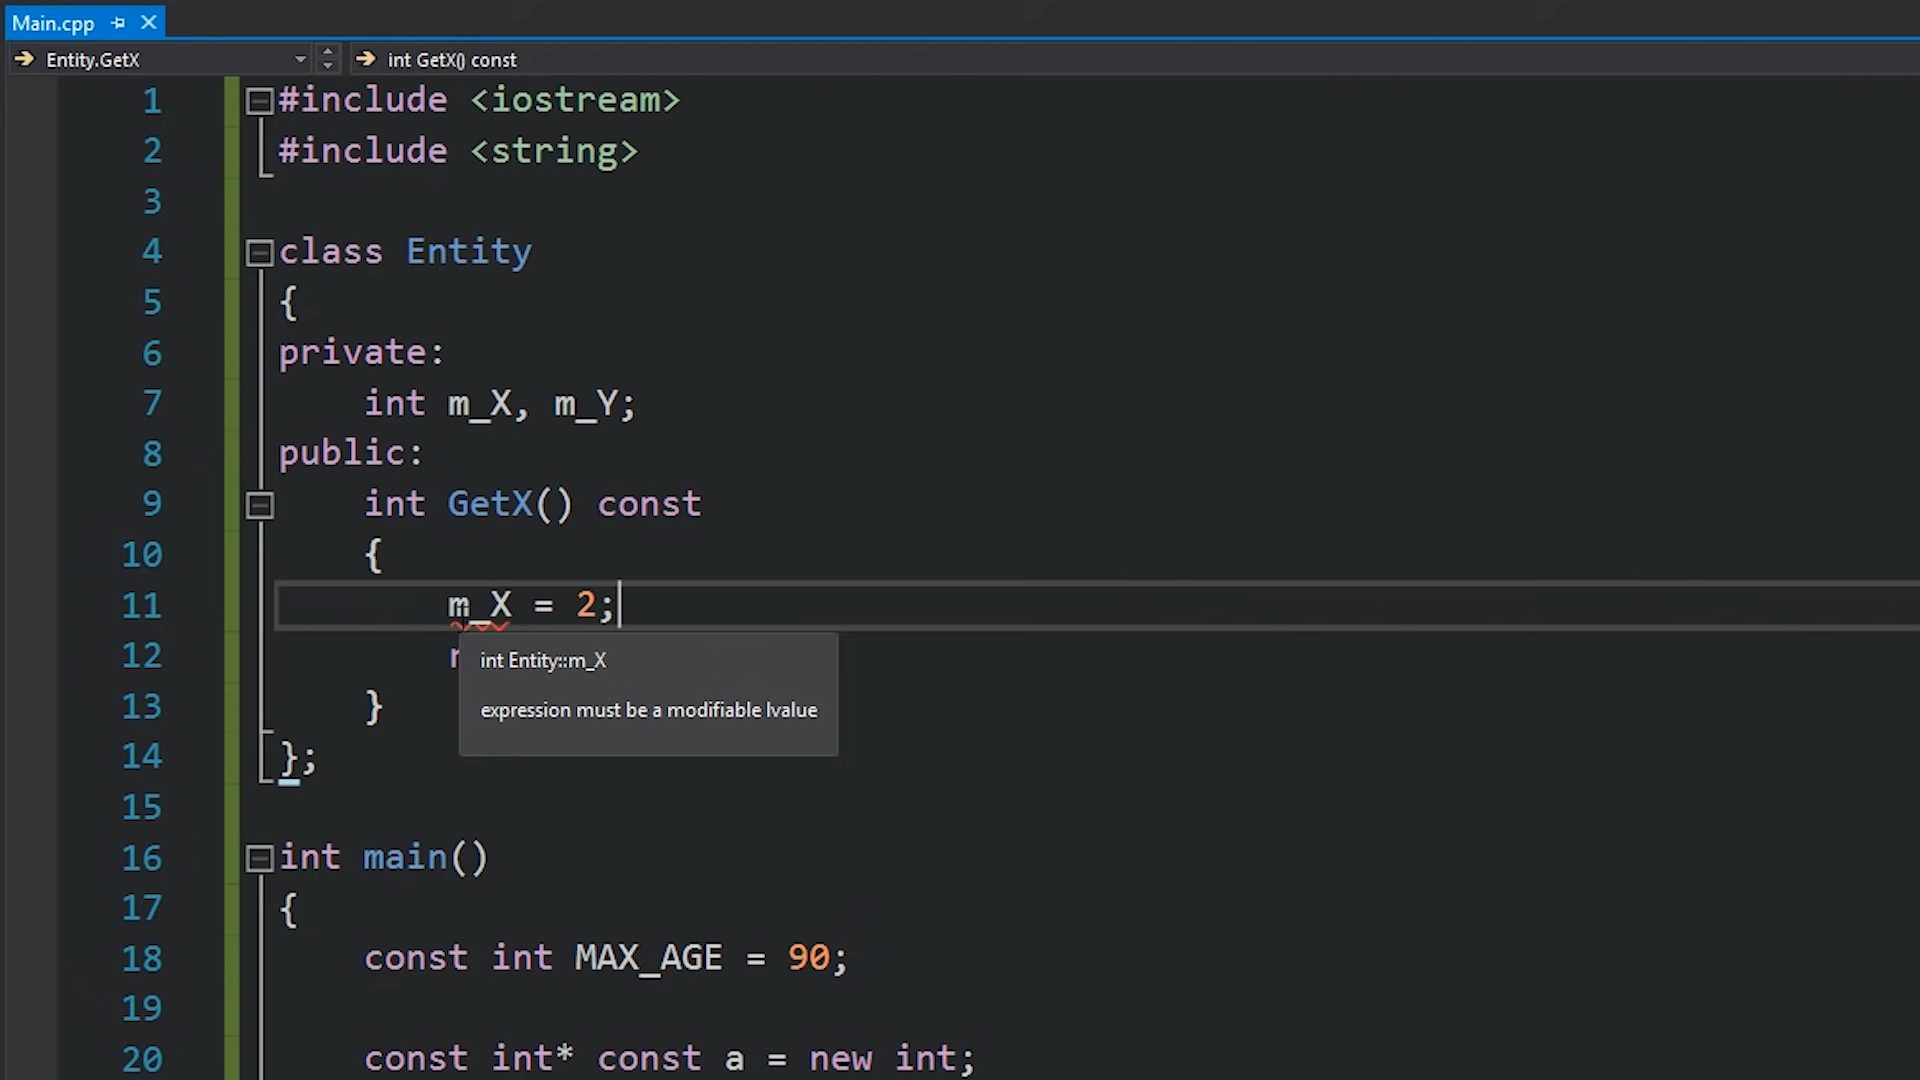 Main.cpp
Entity.GetX int GetX() const
1 #include <iostream>
2 #include <string>
3
4 class Entity
5 {
6 private:
7 int m_X, m_Y;
8 public:
9 int GetX() const
10 {
11 m_X = 2;
12
int Entity::m_X
expression must be a modifiable lvalue
13 }
14 };
15
16 int main()
17 {
18 const int MAX_AGE = 90;
19
20 const int* const a = new int;